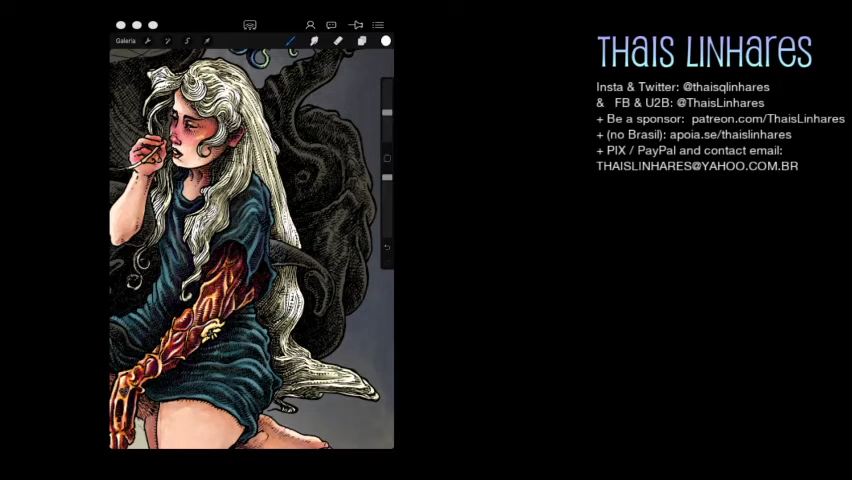 Galeria
THAIS LINHARES
Insta & Twitter: @thaisqlinhares
& FB & U2B: @ThaisLinhares
+ Be a sponsor: patreon.com/ThaisLinhares
+ (no Brasil): apoia.se/thaislinhares
+ PIX / PayPal and contact email:
THAISLINHARES@YAHOO.COM.BR